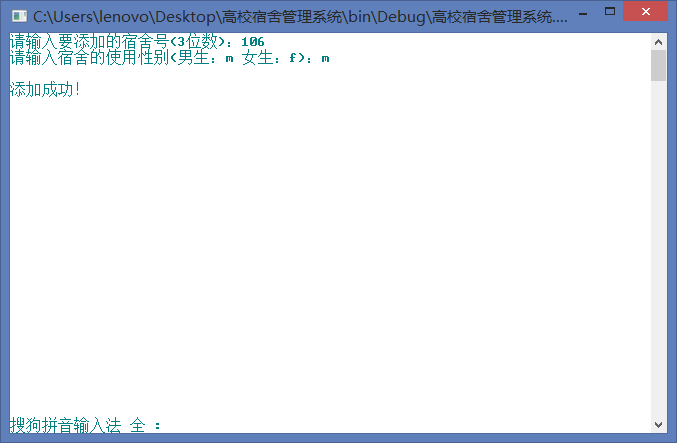 C:\Users\lenovo\Desktop\高校宿舍管理系统\bin\Debug\高校宿舍管理系统....
请输入要添加的宿舍号(3位数)：106
请输入宿舍的使用性别(男生：m 女生：f)：m
添加成功!
搜狗拼音输入法 全 ：